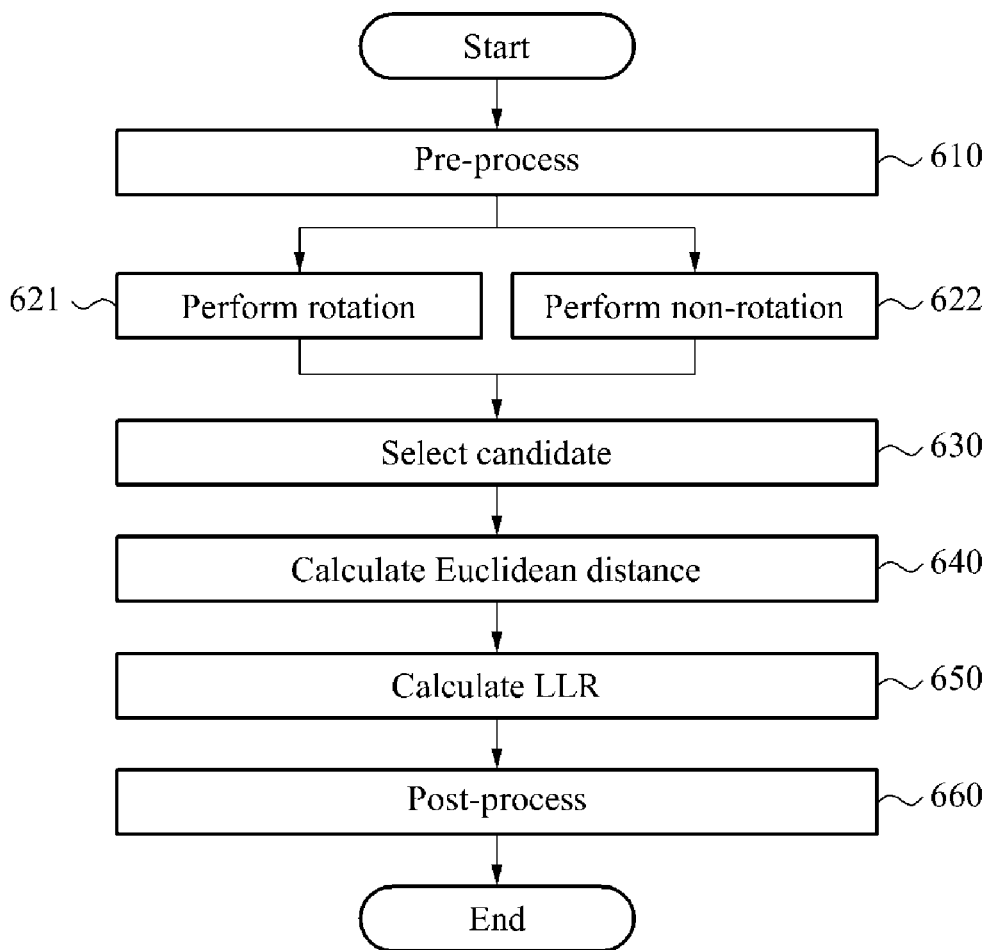 Start
Pre-process 610
621 Perform rotation Perform non-rotation 622
Select candidate 630
Calculate Euclidean distance 640
Calculate LLR 650
Post-process 660
End